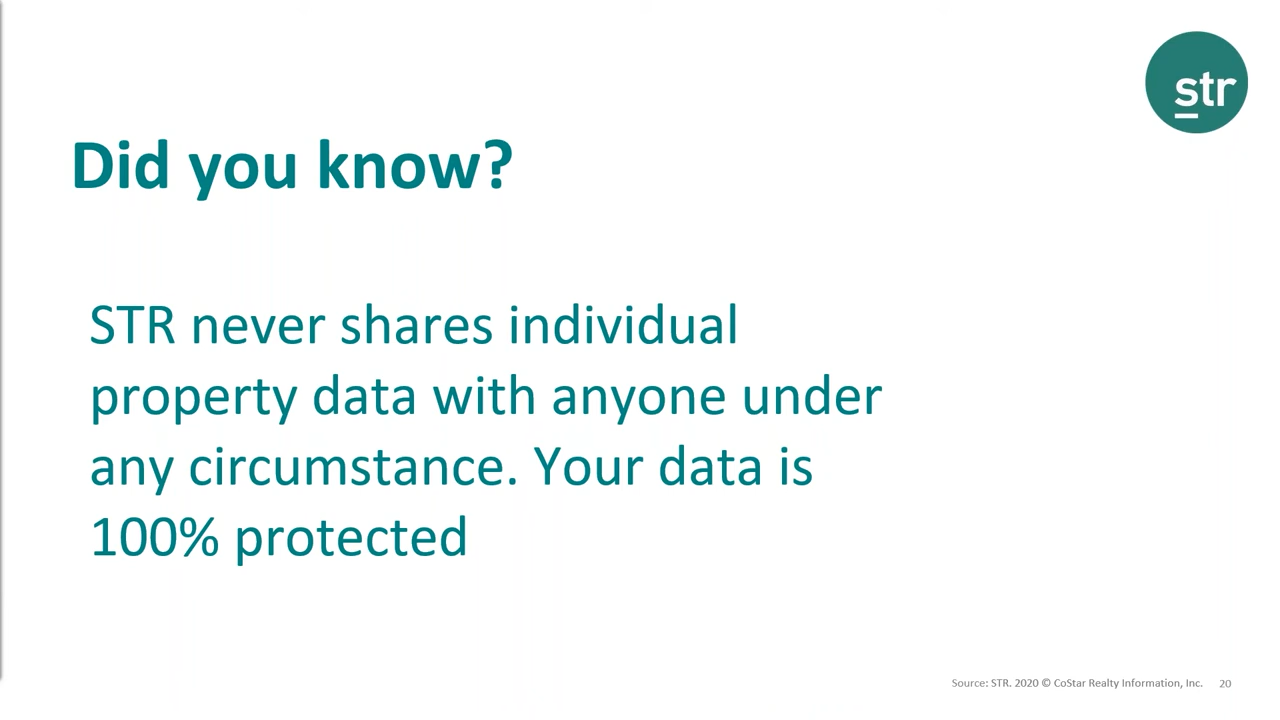 str
Did you know?
STR never shares individual
property data with anyone under
any circumstance. Your data is
100% protected
Source: STR. 2020 © CoStar Realty Information, Inc. 20